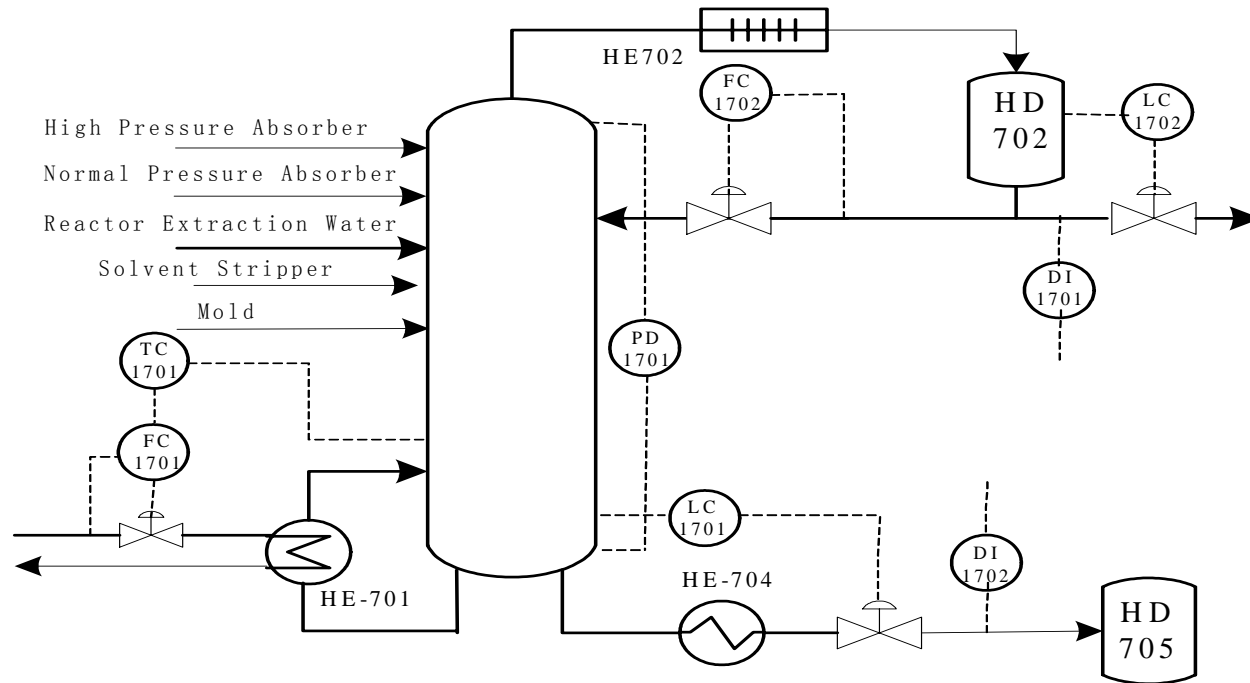 HE702
FC
1702
HD
702
LC
1702
High Pressure Absorber
Normal Pressure Absorber
Reactor Extraction Water
Solvent Stripper
Mold
DI
1701
TC
1701
PD
1701
FC
1701
LC
1701
DI
1702
HE-701
HE-704
HD
705